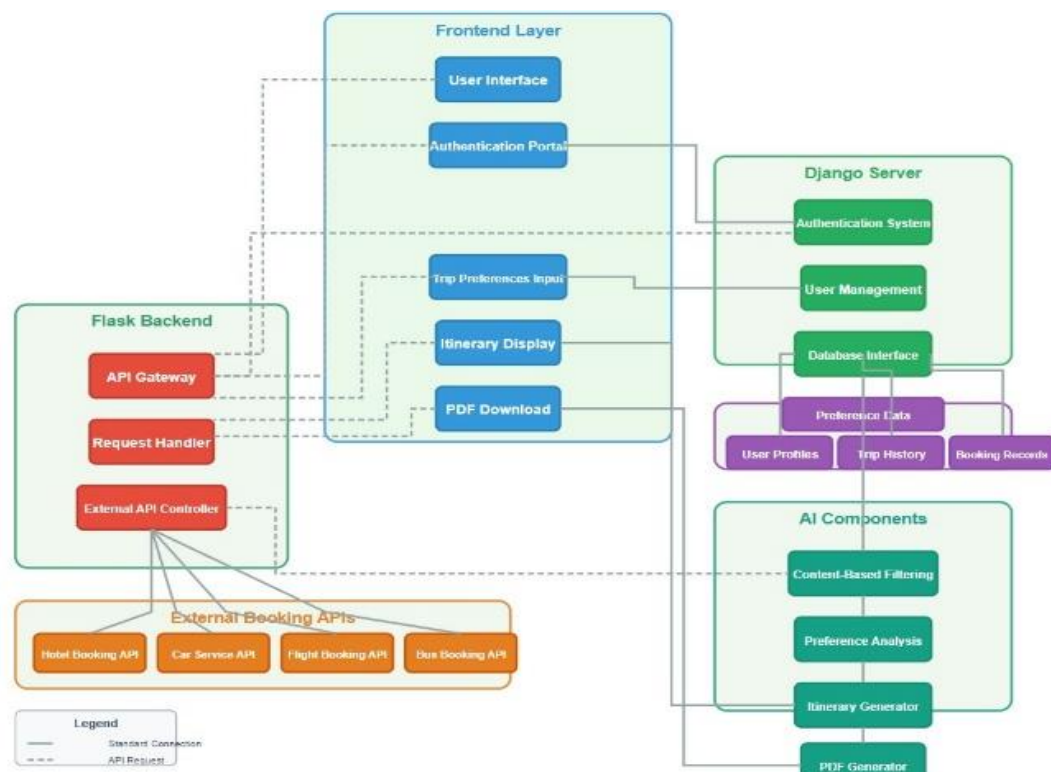 Frontend Layer
User Interface
Authentication Portal
Trip Preferences Input
Itinerary Display
PDF Download
Django Server
Authentication System
User Management
Database Interface
Flask Backend
API Gateway
Request Handler
External API Controller
Preference Data
User Profiles
Trip History
Booking Records
AI Components
Content-Based Filtering
Preference Analysis
Itinerary Generator
PDF Generator
External Booking APIs
Hotel Booking API
Car Service API
Flight Booking API
Bus Booking API
Legend
Standard Connection
API Request